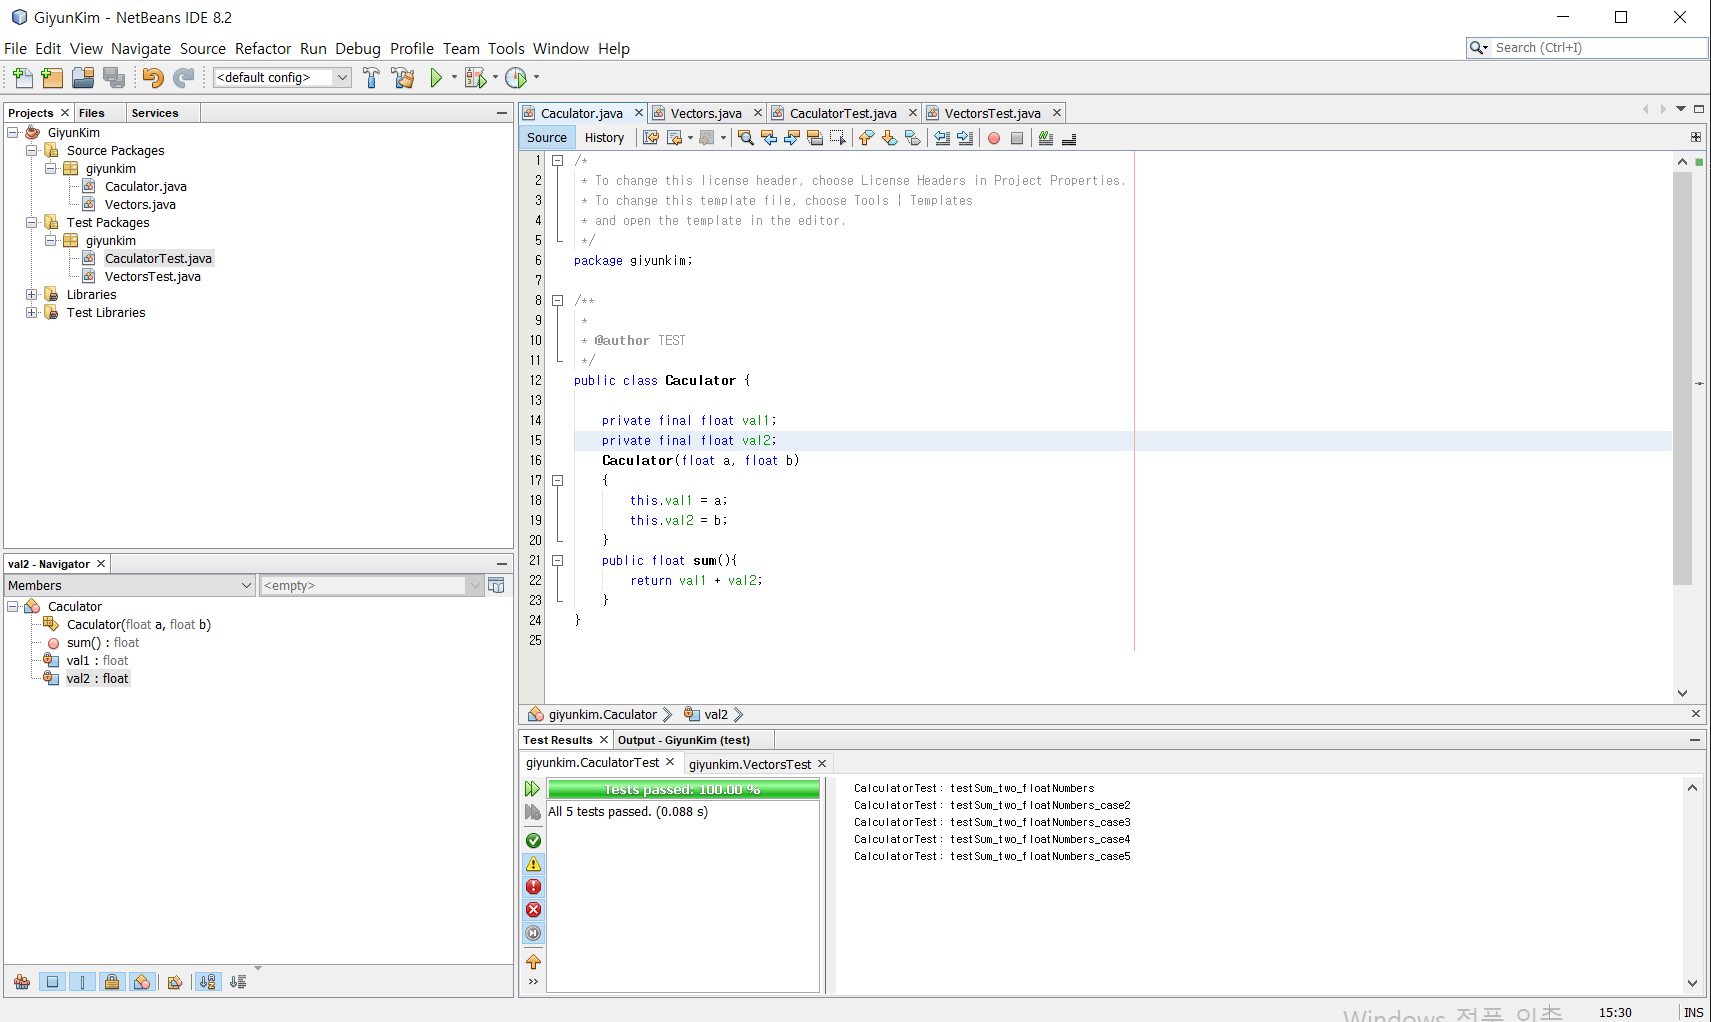 GiyunKim - NetBeans IDE 8.2
File Edit View Navigate Source Refactor Run Debug Profile Team Tools Window Help
Search (Ctrl+I)
<default config>
Projects
Files
Services
GiyunKim
Source Packages
giyunkim
Caculator.java
Vectors.java
Test Packages
giyunkim
CaculatorTest.java
VectorsTest.java
Libraries
Test Libraries
val2 - Navigator
Members
<empty>
Caculator
Caculator(float a, float b)
sum() : float
val1 : float
val2 : float
Caculator.java
Vectors.java
CaculatorTest.java
VectorsTest.java
Source
History
1 /*
2 * To change this license header, choose License Headers in Project Properties.
3 * To change this template file, choose Tools | Templates
4 * and open the template in the editor.
5 */
6 package giyunkim;
7
8 /**
9 *
10 * @author TEST
11 */
12 public class Caculator {
13
14 private final float val1;
15 private final float val2;
16 Caculator(float a, float b)
17 {
18 this.val1 = a;
19 this.val2 = b;
20 }
21 public float sum(){
22 return val1 + val2;
23 }
24 }
25
giyunkim.Caculator
val2
Test Results
Output - GiyunKim (test)
giyunkim.CaculatorTest
giyunkim.VectorsTest
Tests passed: 100.00 %
All 5 tests passed. (0.088 s)
CalculatorTest: testSum_two_floatNumbers
CalculatorTest: testSum_two_floatNumbers_case2
CalculatorTest: testSum_two_floatNumbers_case3
CalculatorTest: testSum_two_floatNumbers_case4
CalculatorTest: testSum_two_floatNumbers_case5
Windows 정품 인증
15:30
INS